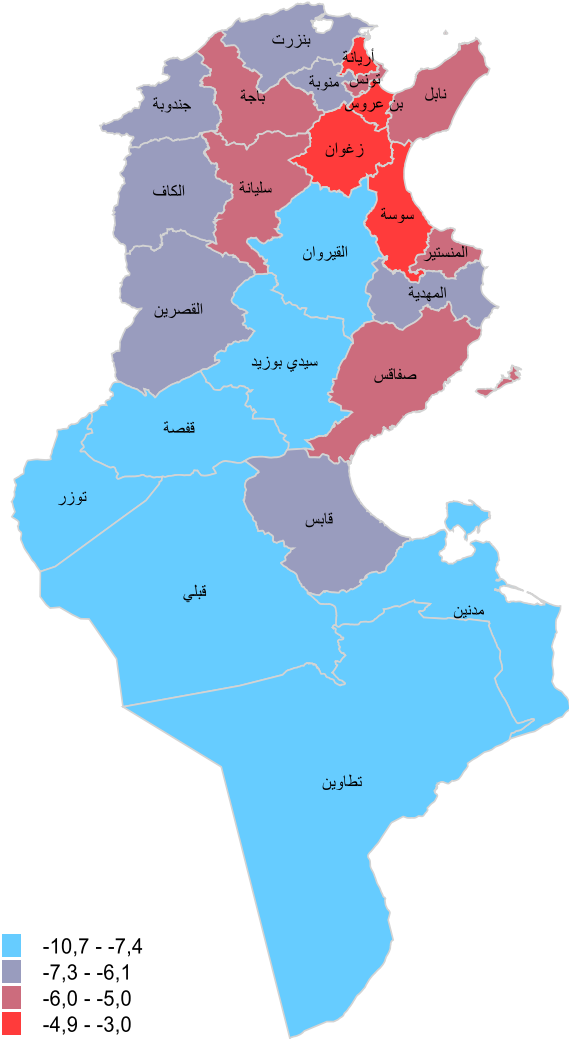 بنزرت
أريانة
تونس
منوبة
نابل
باجة
جندوبة
بن عروس
زغوان
الكاف
سليانة
سوسة
المنستير
القيروان
المهدية
القصرين
سيدي بوزيد
صفاقس
قفصة
توزر
قابس
قبلي
مدنين
تطاوين
-10,7 - -7,4
-7,3 - -6,1
-6,0 - -5,0
-4,9 - -3,0